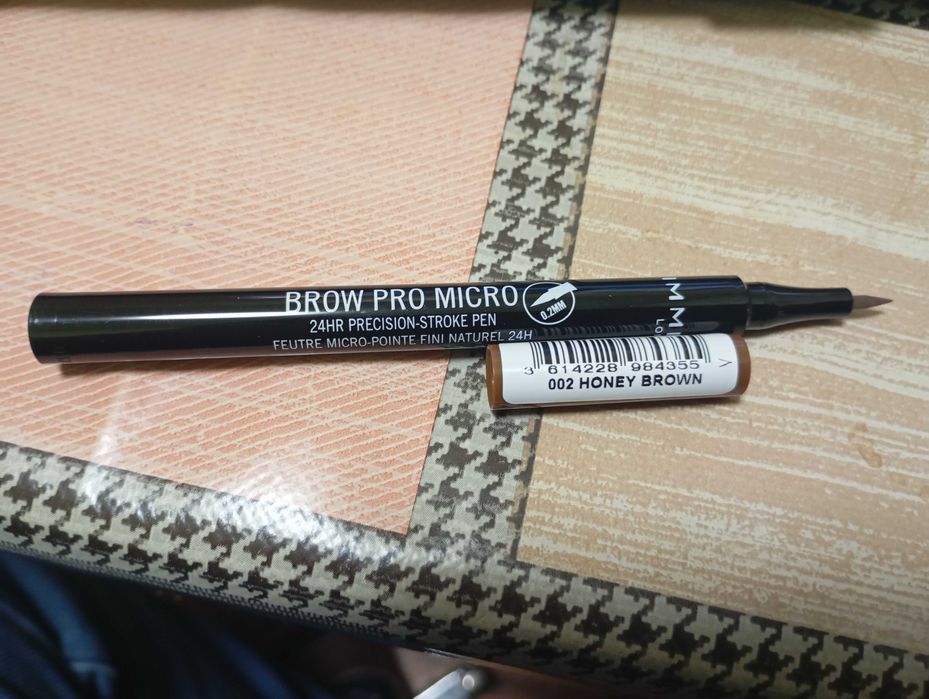 BROW PRO MICRO
0.2MM
24HR PRECISION-STROKE PEN
FEUTRE MICRO-POINTE FINI NATUREL 24H
3 614228 984355 >
002 HONEY BROWN